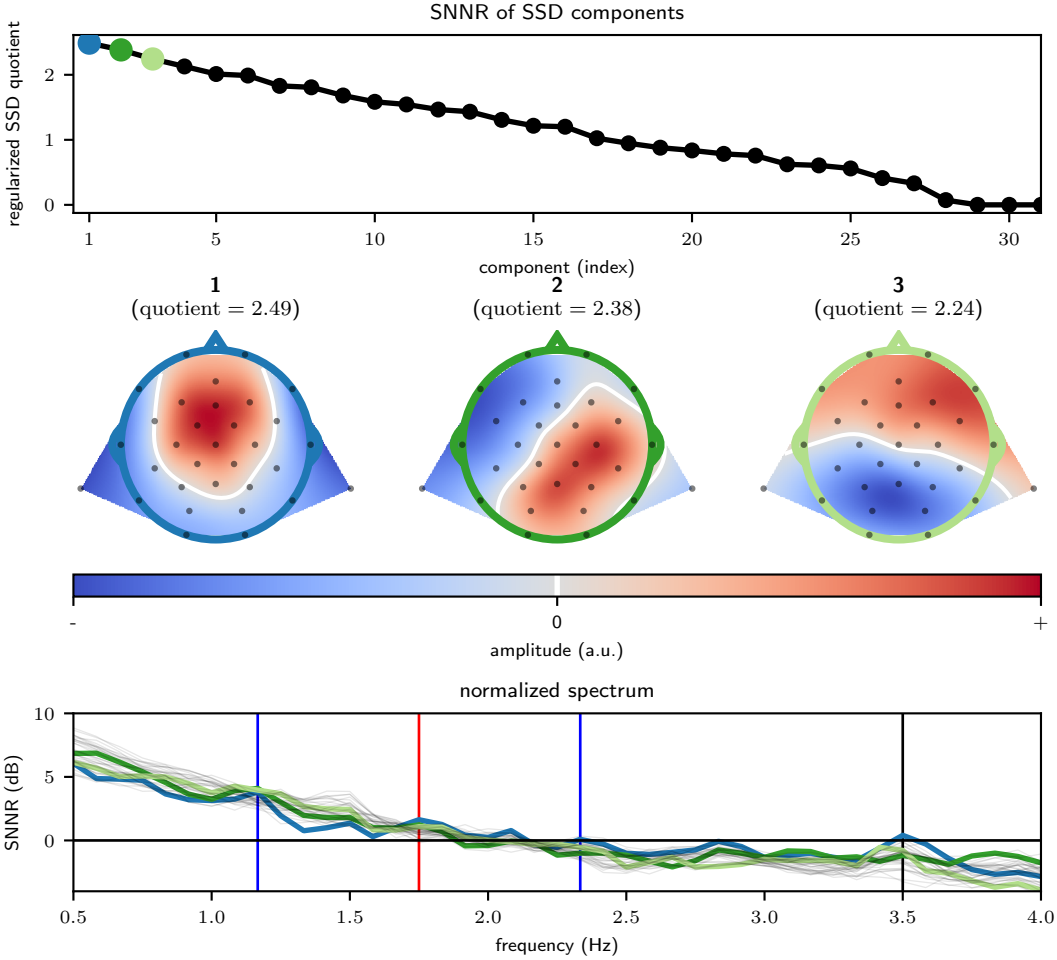 SNNR of SSD components
regularized SSD quotient
2
1
0
1 5 10 15 20 25 30
component (index)
1 2 3
(quotient = 2.49) (quotient = 2.38) (quotient = 2.24)
- 0 +
amplitude (a.u.)
normalized spectrum
SNNR (dB)
10
5
0
0.5 1.0 1.5 2.0 2.5 3.0 3.5 4.0
frequency (Hz)